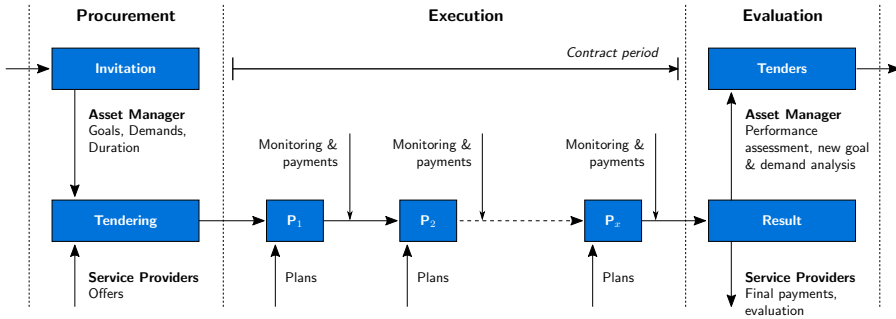 Procurement
Execution
Evaluation
Invitation
Contract period
Tenders
Asset Manager
Goals, Demands,
Duration
Monitoring &
payments
Monitoring &
payments
Monitoring &
payments
Asset Manager
Performance
assessment, new goal
& demand analysis
Tendering
P1
P2
Px
Result
Service Providers
Offers
Plans
Plans
Plans
Service Providers
Final payments,
evaluation